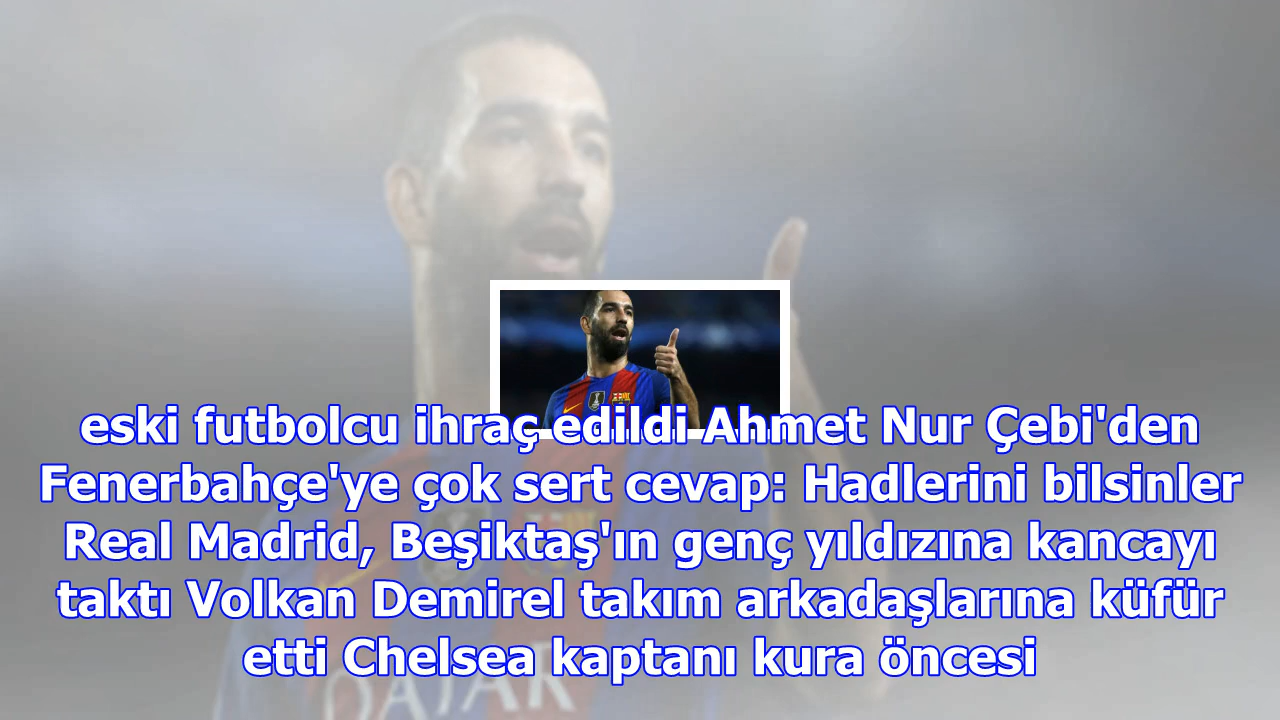 eski futbolcu ihraç edildi Ahmet Nur Çebi'den
Fenerbahçe'ye çok sert cevap: Hadlerini bilsinler
Real Madrid, Beşiktaş'ın genç yıldızına kancayı
taktı Volkan Demirel takım arkadaşlarına küfür
etti Chelsea kaptanı kura öncesi
QATAR